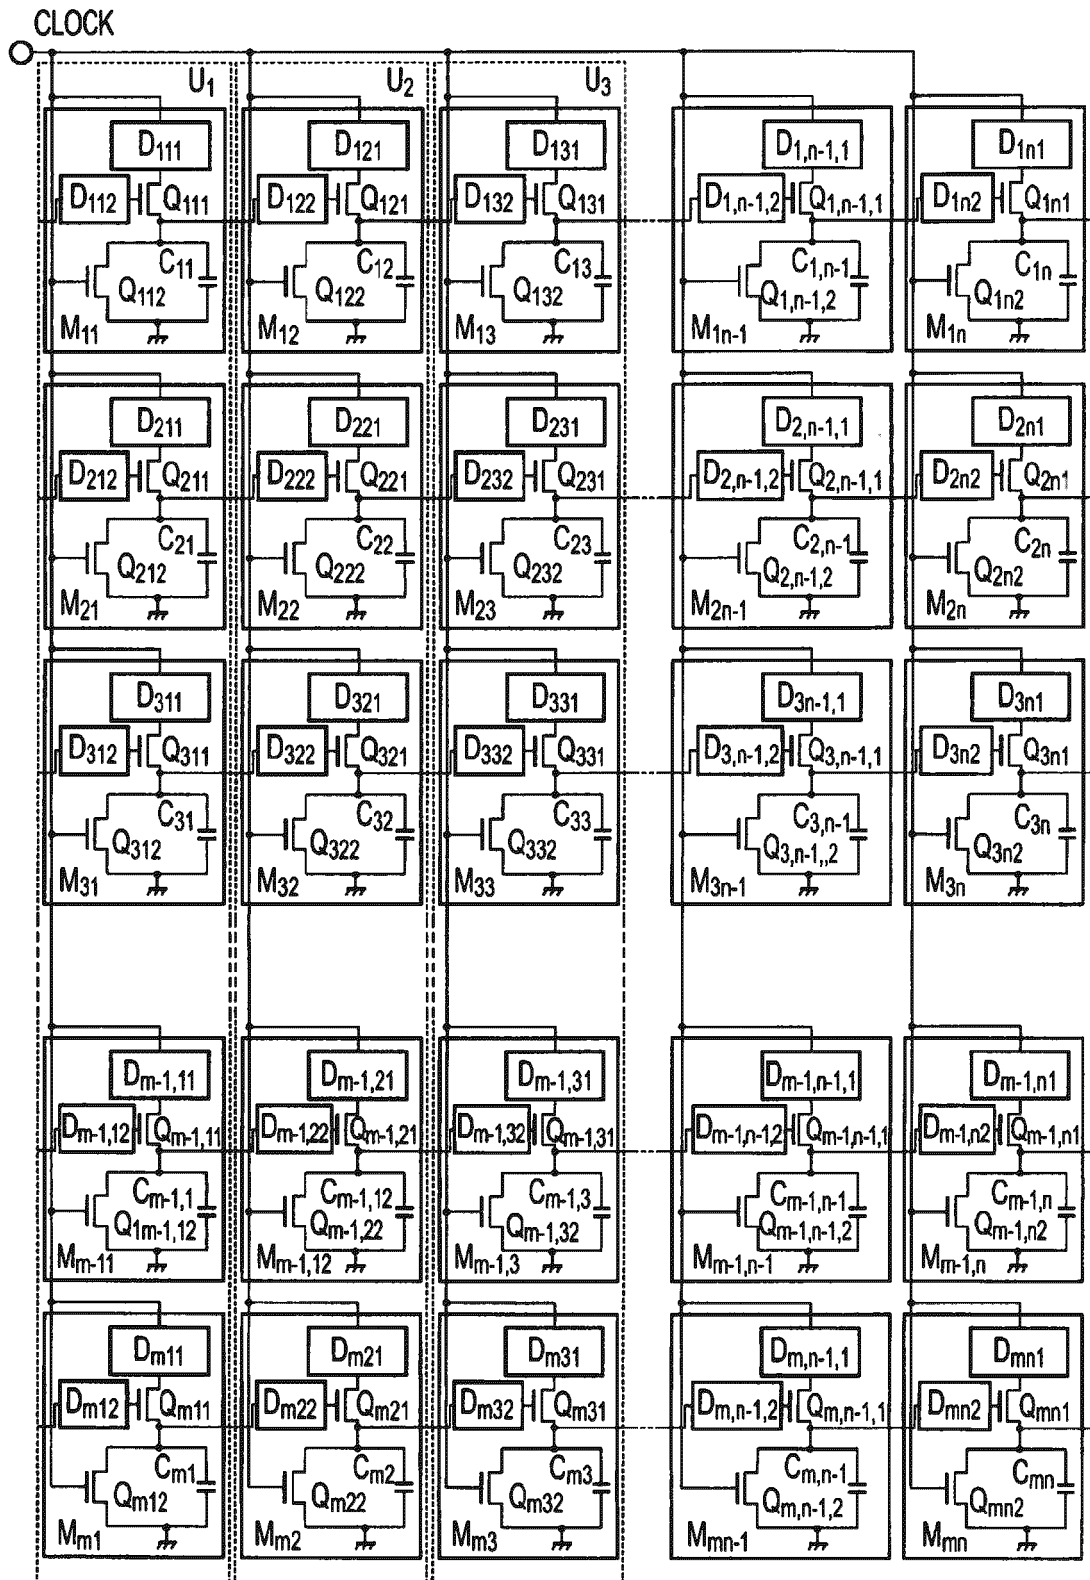 CLOCK
U1 U2 U3
D111 D121 D131 D1,n-1,1 D1n1
D112 Q111 D122 Q121 D132 Q131 D1,n-1,2 Q1,n-1,1 D1n2 Q1n1
C11 C12 C13 C1,n-1 C1n
Q112 Q122 Q132 Q1,n-1,2 Q1n2
M11 M12 M13 M1n-1 M1n
D211 D221 D231 D2,n-1,1 D2n1
D212 Q211 D222 Q221 D232 Q231 D2,n-1,2 Q2,n-1,1 D2n2 Q2n1
C21 C22 C23 C2,n-1 C2n
Q212 Q222 Q232 Q2,n-1,2 Q2n2
M21 M22 M23 M2n-1 M2n
D311 D321 D331 D3n-1,1 D3n1
D312 Q311 D322 Q321 D332 Q331 D3,n-1,2 Q3,n-1,1 D3n2 Q3n1
C31 C32 C33 C3,n-1 C3n
Q312 Q322 Q332 Q3,n-1,,2 Q3n2
M31 M32 M33 M3n-1 M3n
Dm-1,11 Dm-1,21 Dm-1,31 Dm-1,n-1,1 Dm-1,n1
Dm-1,12 Qm-1,11 Dm-1,22 Qm-1,21 Dm-1,32 Qm-1,31 Dm-1,n-1,2 Qm-1,n-1,1 Dm-1,n2 Qm-1,n1
Cm-1,1 Cm-1,12 Cm-1,3 Cm-1,n-1 Cm-1,n
Q1m-1,12 Qm-1,22 Qm-1,32 Qm-1,n-1,2 Qm-1,n2
Mm-11 Mm-1,12 Mm-1,3 Mm-1,n-1 Mm-1,n
Dm11 Dm21 Dm31 Dm,n-1,1 Dmn1
Dm12 Qm11 Dm22 Qm21 Dm32 Qm31 Dm,n-1,2 Qm,n-1,1 Dmn2 Qmn1
Cm1 Cm2 Cm3 Cm,n-1 Cmn
Qm12 Qm22 Qm32 Qm,n-1,2 Qmn2
Mm1 Mm2 Mm3 Mmn-1 Mmn